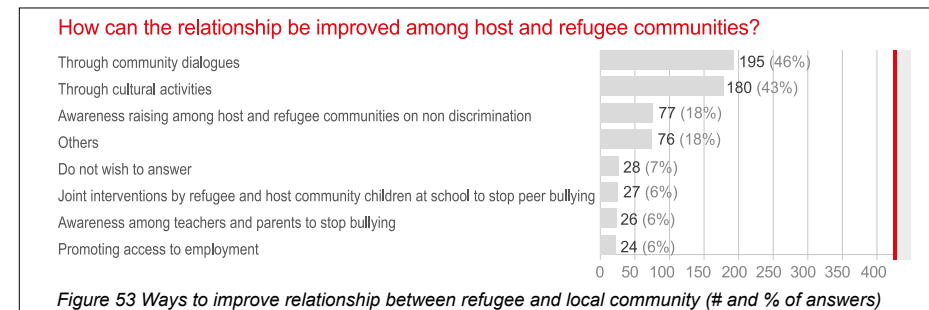 How can the relationship be improved among host and refugee communities?
Through community dialogues 195 (46%)
Through cultural activities 180 (43%)
Awareness raising among host and refugee communities on non discrimination 77 (18%)
Others 76 (18%)
Do not wish to answer 28 (7%)
Joint interventions by refugee and host community children at school to stop peer bullying 27 (6%)
Awareness among teachers and parents to stop bullying 26 (6%)
Promoting access to employment 24 (6%)
0 50 100 150 200 250 300 350 400
Figure 53 Ways to improve relationship between refugee and local community (# and % of answers)